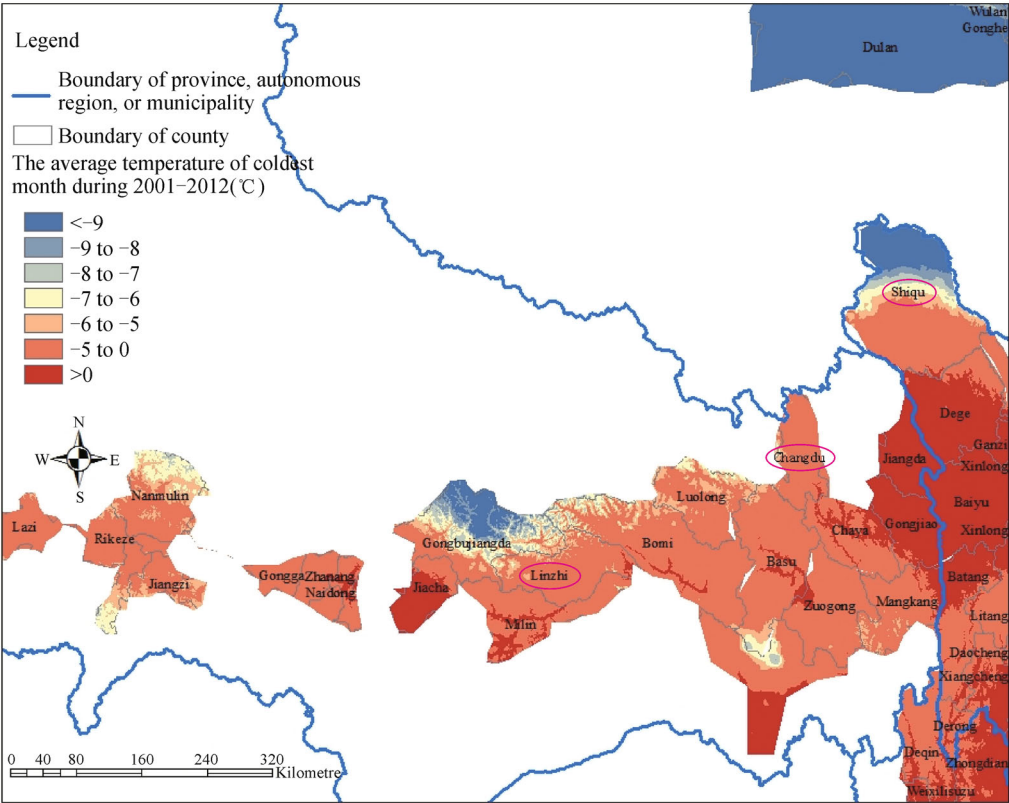 Legend
Boundary of province, autonomous
region, or municipality
Boundary of county
The average temperature of coldest
month during 2001-2012(℃)
<-9
-9 to -8
-8 to -7
-7 to -6
-6 to -5
-5 to 0
>0
Wulan
Gonghe
Dulan
Shiqu
Dege
N
W
E
S
Changdu
Ganzi
Jiangda
Xinlong
Nanmulin
Luolong
Baiyu
Lazi
Rikeze
Gongbujiangda
Bomi
Chaya
Gongjiao
Xinlong
Basu
Jiangzi
Gongga
Zhanang
Naidong
Jiacha
Linzhi
Batang
Zuogong
Mangkang
Litang
Milin
Daocheng
Xiangcheng
Derong
Deqin
Zhongdian
Weixilisuzu
0 40 80 160 240 320
Kilometre